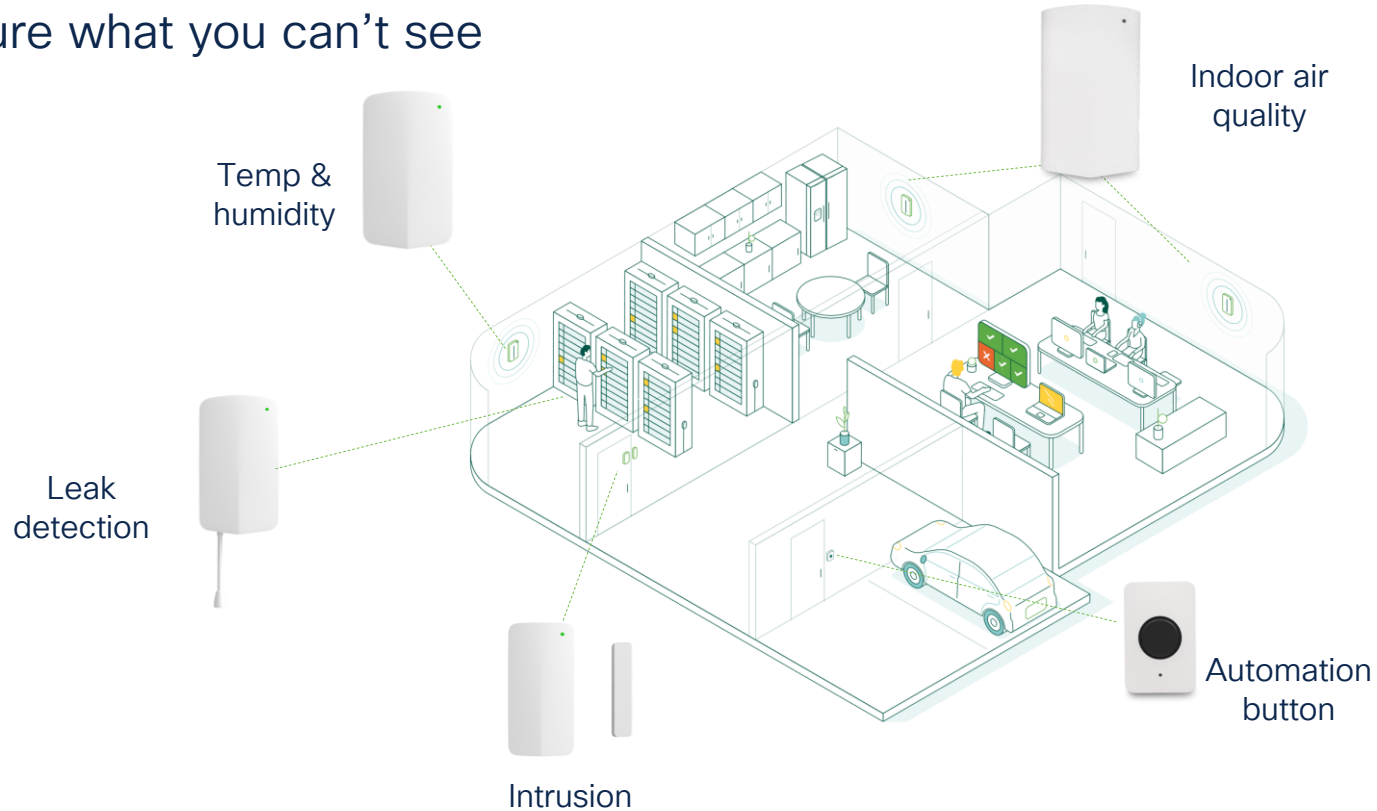 ure what you can’t see
Indoor air
quality
Temp &
humidity
Leak
detection
Automation
button
Intrusion